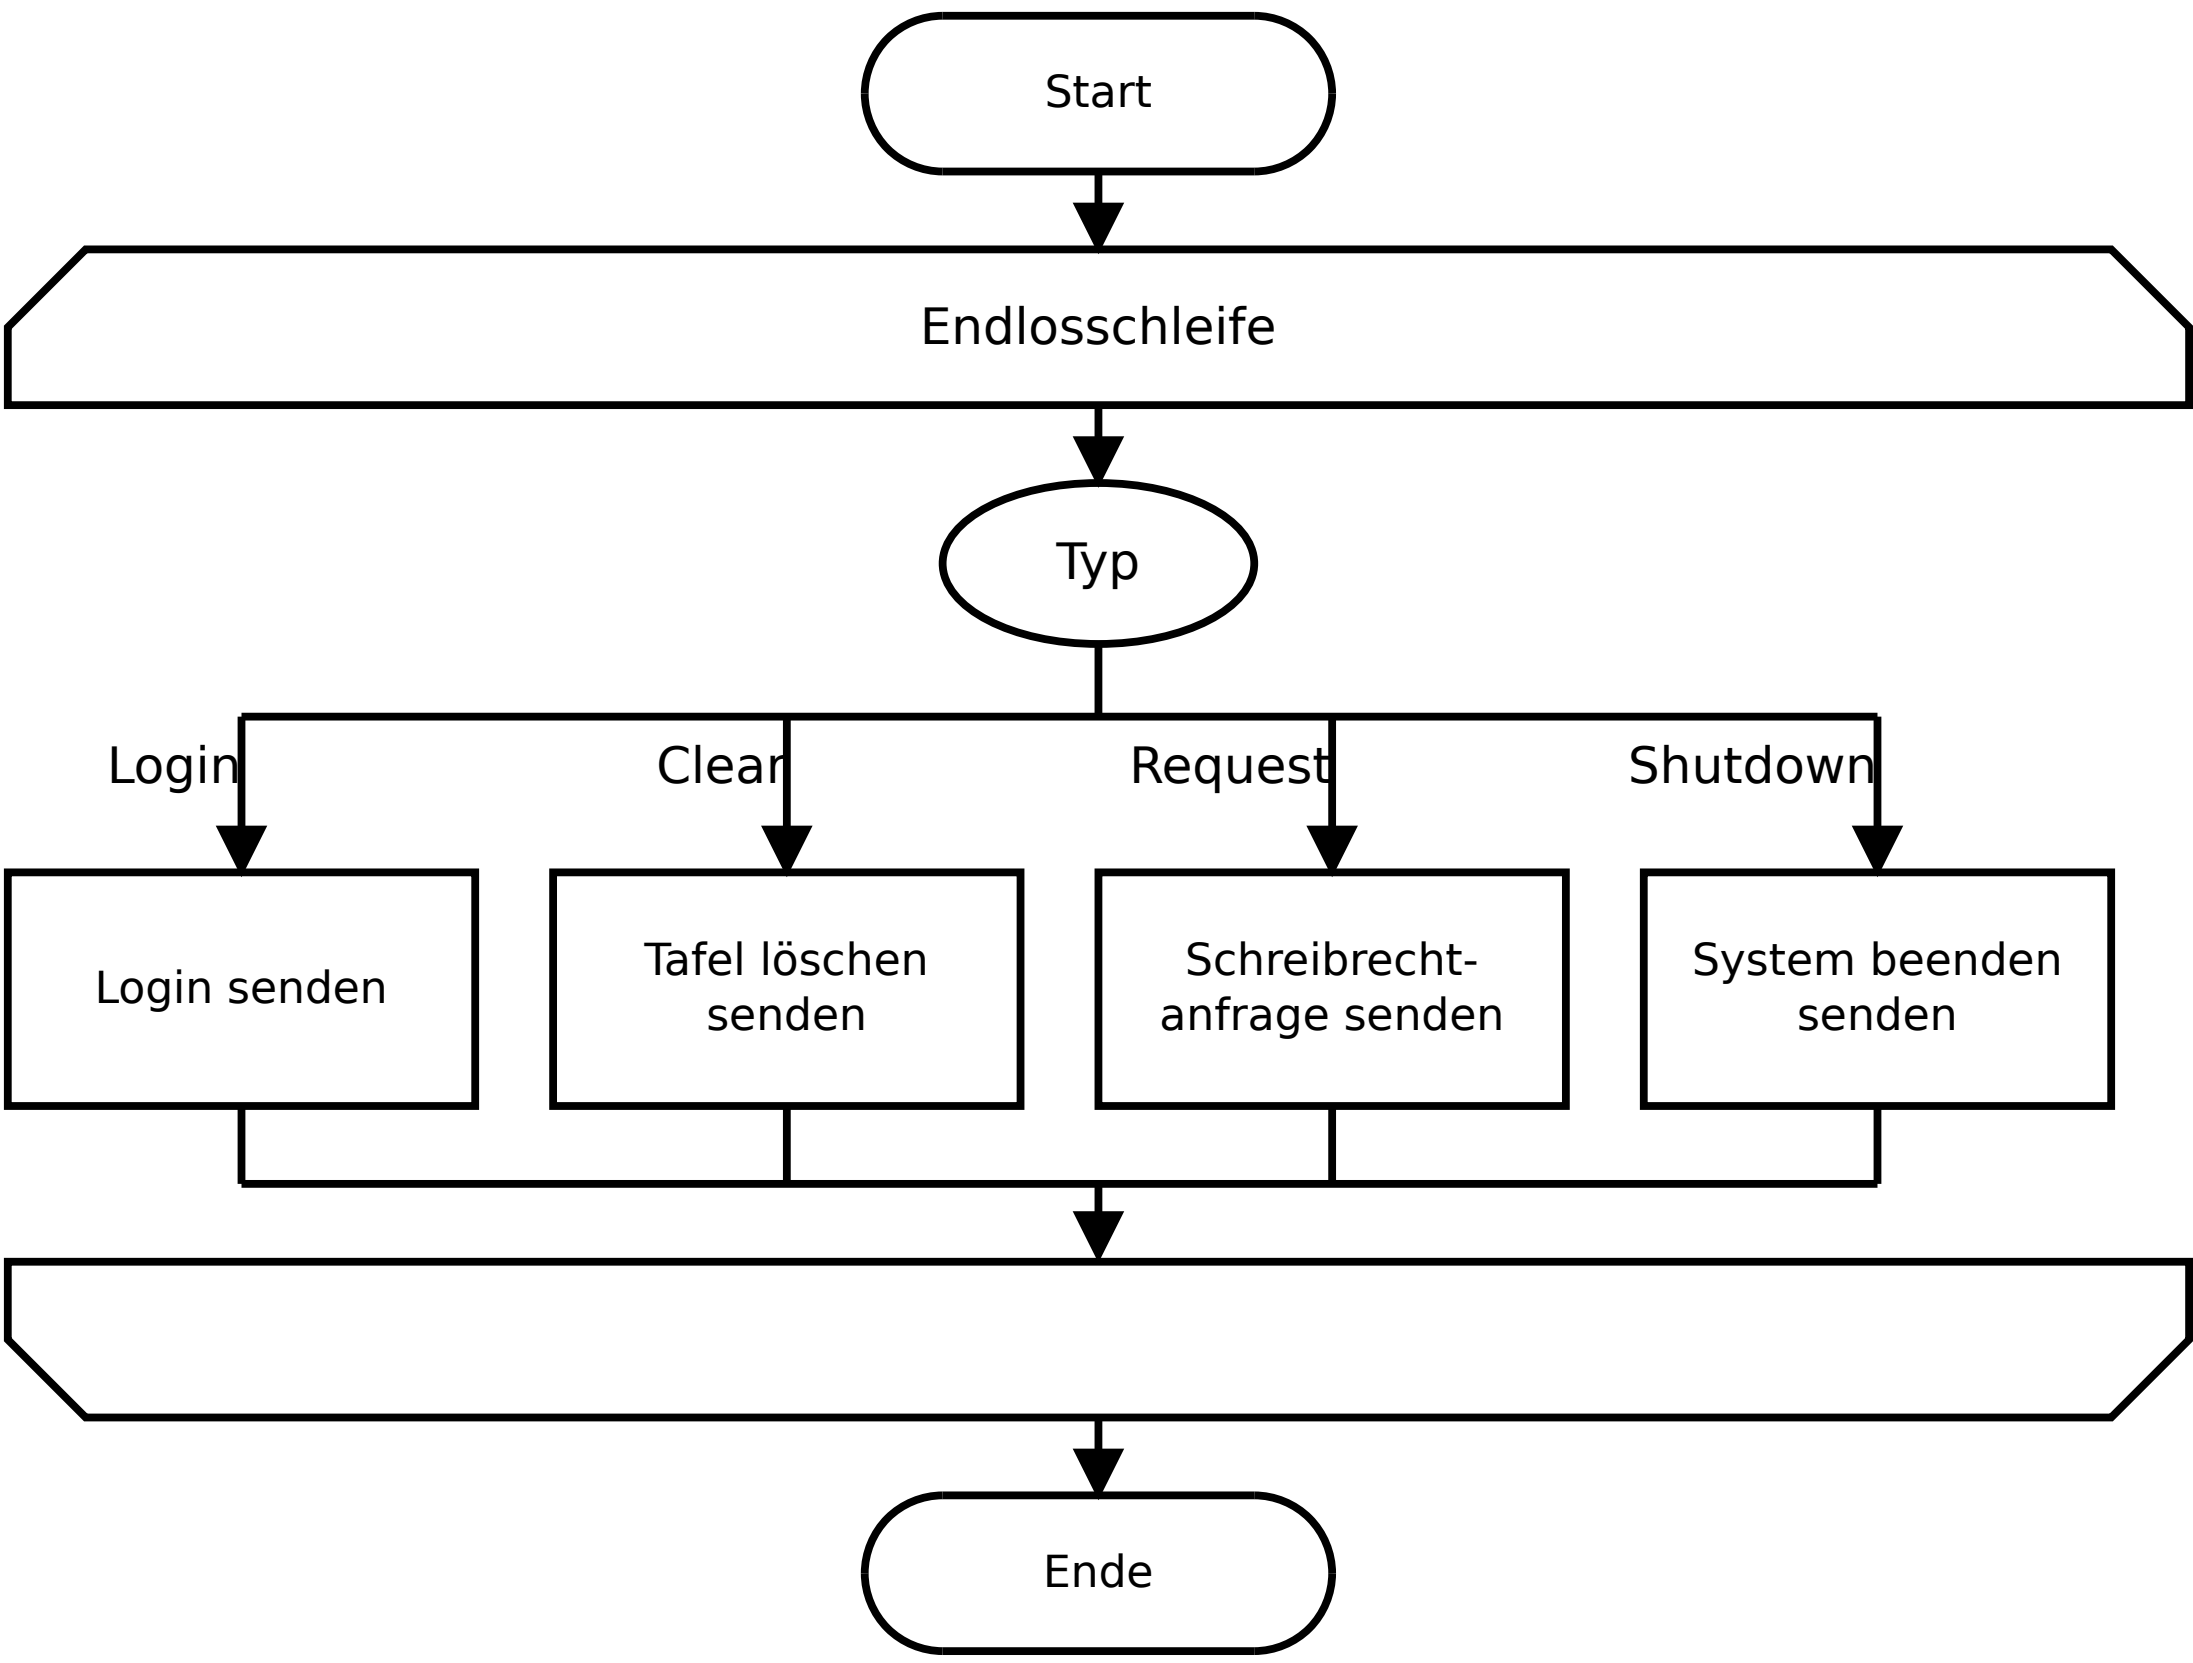 Start
Endlosschleife
Typ
Login
Clear
Request
Shutdown
Login senden
Tafel löschen
senden
Schreibrecht-
anfrage senden
System beenden
senden
Ende